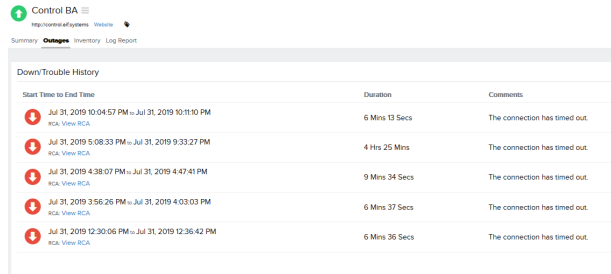 Control BA
http://control.eif.systems Website
Summary Outages Inventory Log Report
Down/Trouble History
Start Time to End Time Duration Comments
Jul 31, 2019 10:04:57 PM to Jul 31, 2019 10:11:10 PM 6 Mins 13 Secs The connection has timed out.
RCA: View RCA
Jul 31, 2019 5:08:33 PM to Jul 31, 2019 9:33:27 PM 4 Hrs 25 Mins The connection has timed out.
RCA: View RCA
Jul 31, 2019 4:38:07 PM to Jul 31, 2019 4:47:41 PM 9 Mins 34 Secs The connection has timed out.
RCA: View RCA
Jul 31, 2019 3:56:26 PM to Jul 31, 2019 4:03:03 PM 6 Mins 37 Secs The connection has timed out.
RCA: View RCA
Jul 31, 2019 12:30:06 PM to Jul 31, 2019 12:36:42 PM 6 Mins 36 Secs The connection has timed out.
RCA: View RCA